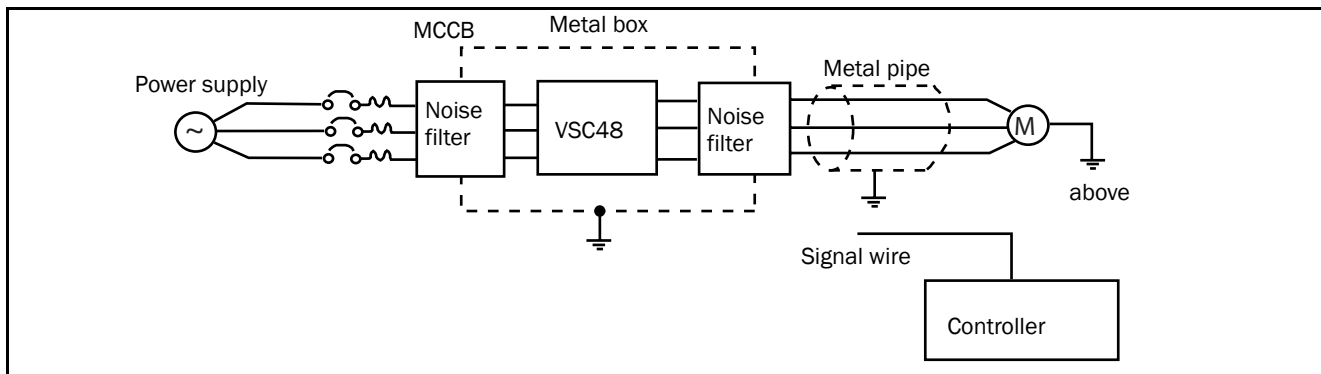 MCCB
Metal box
Power supply
Metal pipe
~
Noise
filter
VSC48
Noise
filter
M
above
Signal wire
Controller